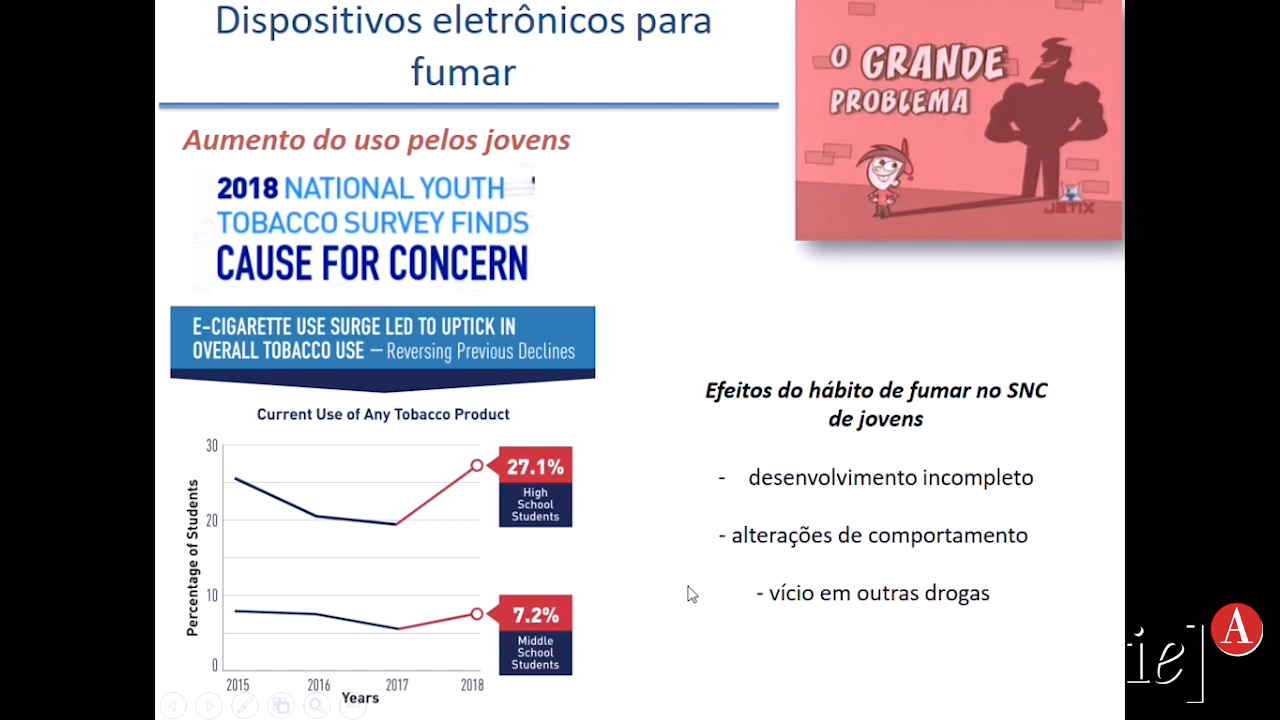 Dispositivos eletrônicos para
fumar
O GRANDE
PROBLEMA
JETIX
Aumento do uso pelos jovens
2018 NATIONAL YOUTH
TOBACCO SURVEY FINDS
CAUSE FOR CONCERN
E-CIGARETTE USE SURGE LED TO UPTICK IN
OVERALL TOBACCO USE — Reversing Previous Declines
Current Use of Any Tobacco Product
Percentage of Students
30
20
10
0
27.1%
High
School
Students
7.2%
Middle
School
Students
2015 2016 2017 2018
Years
Efeitos do hábito de fumar no SNC
de jovens
- desenvolvimento incompleto
- alterações de comportamento
- vício em outras drogas
ie]
A